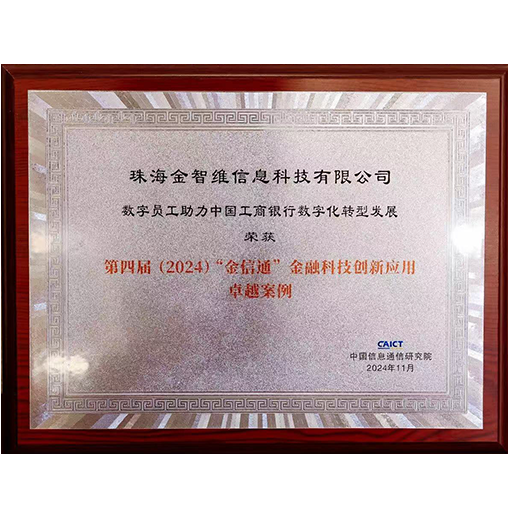 珠海金智维信息科技有限公司
数字员工助力中国工商银行数字化转型发展
荣获
第四届（2024）“金信通”金融科技创新应用
卓越案例
CAICT
中国信息通信研究院
2024年11月